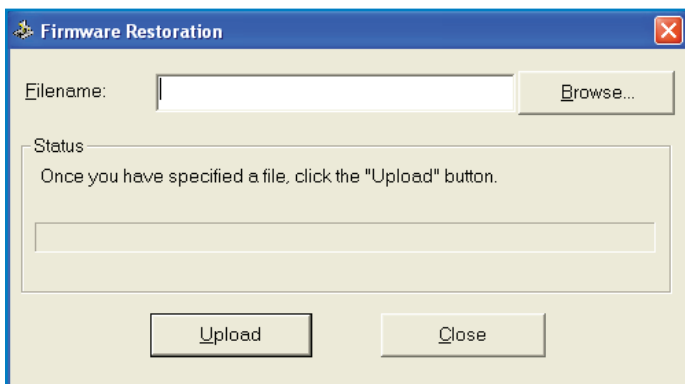 Firmware Restoration
Filename:
Browse...
Status
Once you have specified a file, click the "Upload" button.
Upload
Close